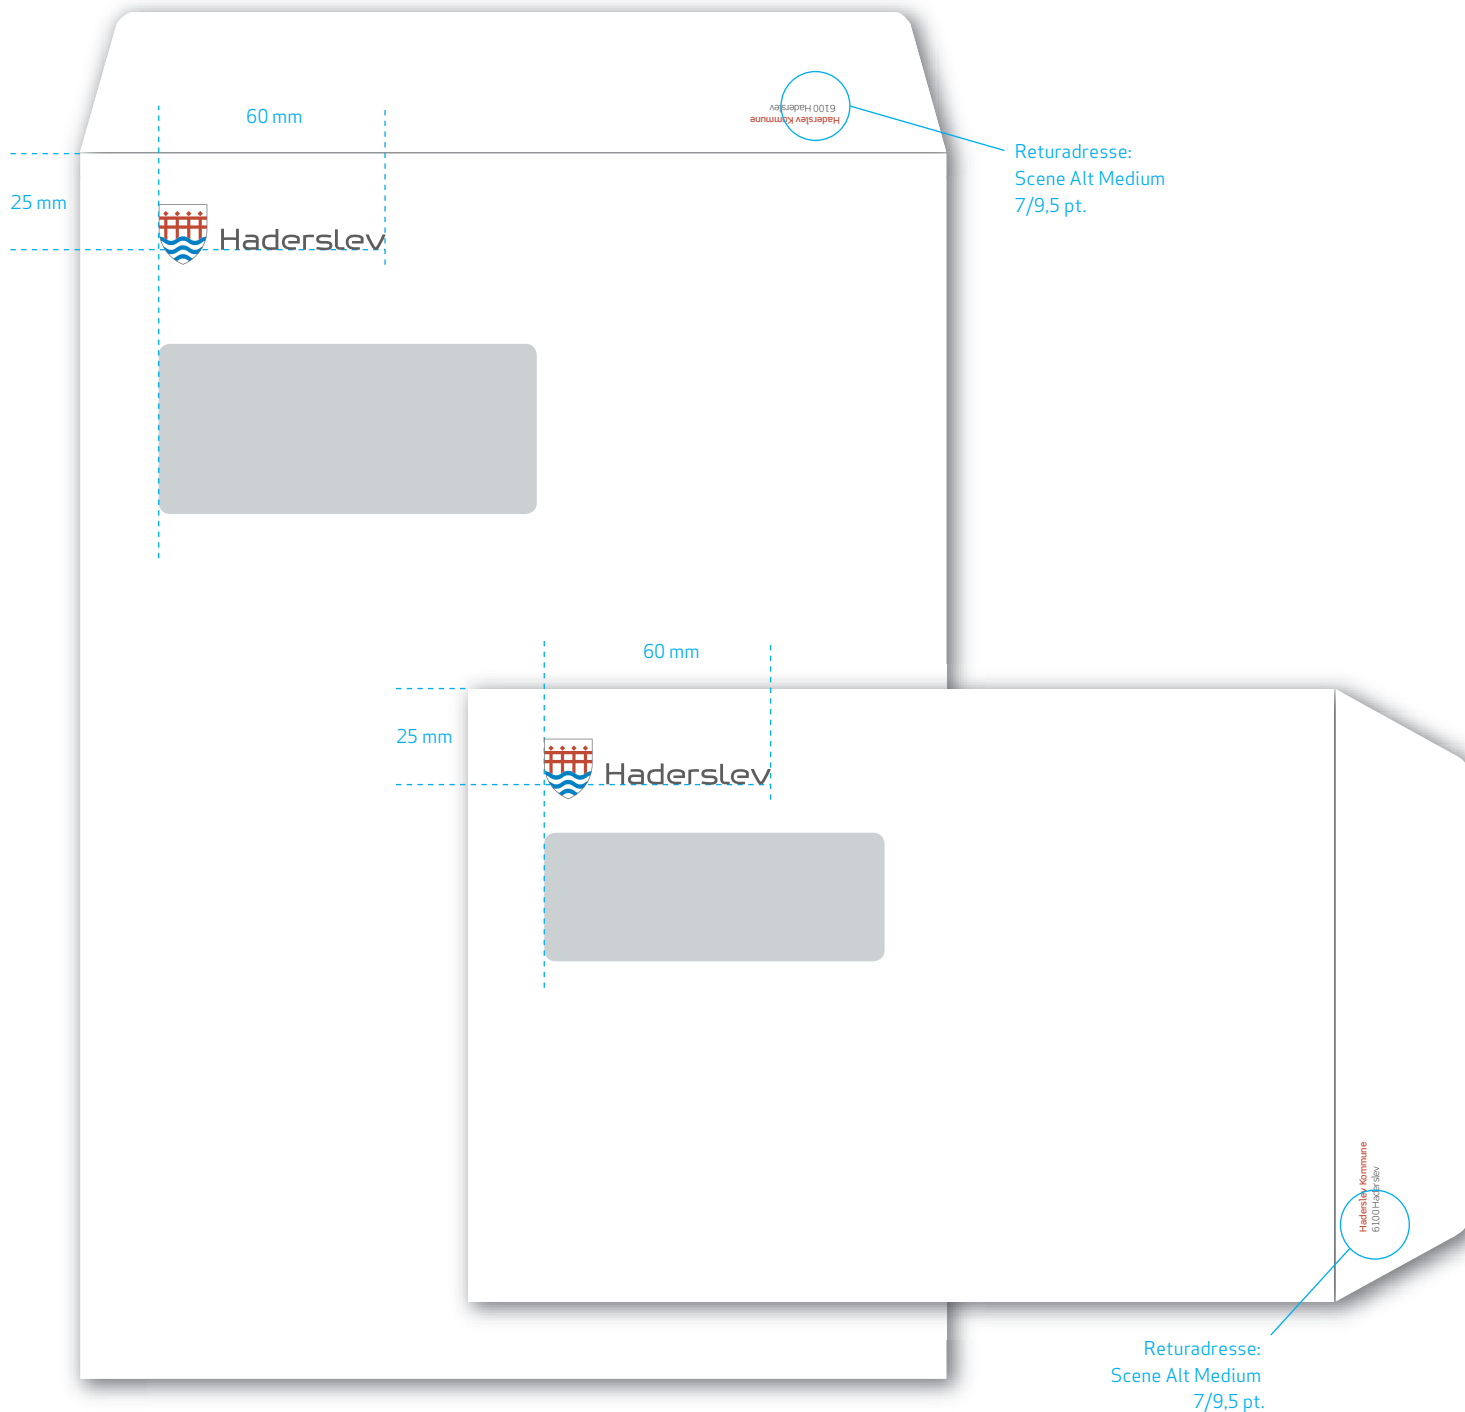 60 mm
6100 Haderslev
Haderslev Kommune
Returadresse:
Scene Alt Medium
7/9,5 pt.
25 mm
Haderslev
60 mm
25 mm
Haderslev
Haderslev Kommune
6100 Haderslev
Returadresse:
Scene Alt Medium
7/9,5 pt.